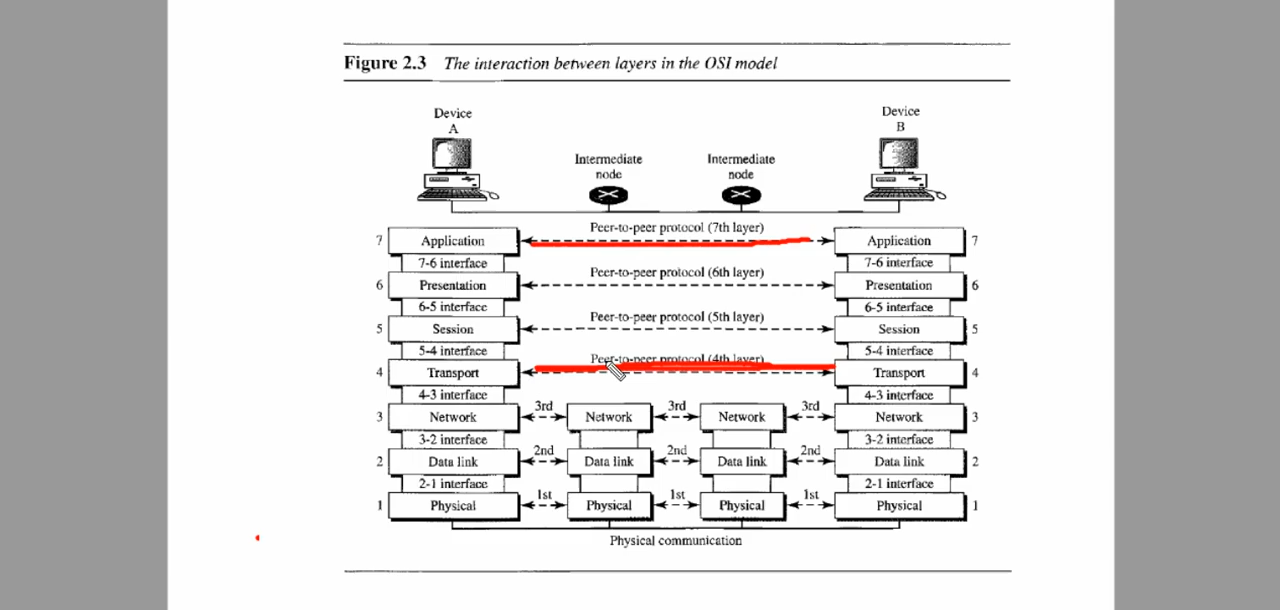 Figure 2.3 The interaction between layers in the OSI model
Device A
Device B
Intermediate node
Intermediate node
Peer-to-peer protocol (7th layer)
7 Application
Application 7
7-6 interface
7-6 interface
Peer-to-peer protocol (6th layer)
6 Presentation
Presentation 6
6-5 interface
6-5 interface
Peer-to-peer protocol (5th layer)
5 Session
Session 5
5-4 interface
5-4 interface
Peer-to-peer protocol (4th layer)
4 Transport
Transport 4
4-3 interface
4-3 interface
3 Network 3rd Network 3rd Network 3rd Network 3
3-2 interface
3-2 interface
2 Data link 2nd Data link 2nd Data link 2nd Data link 2
2-1 interface
2-1 interface
1 Physical 1st Physical 1st Physical 1st Physical 1
Physical communication